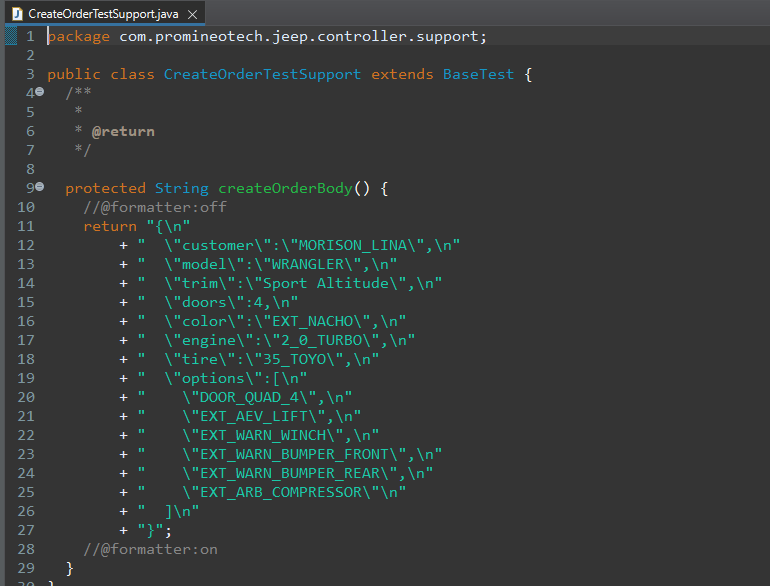 CreateOrderTestSupport.java
1 package com.promineotech.jeep.controller.support;
2
3 public class CreateOrderTestSupport extends BaseTest {
4 /**
5 *
6 * @return
7 */
8
9 protected String createOrderBody() {
10 //@formatter:off
11 return "{\n"
12 + "  \"customer\":\"MORISON_LINA\",\n"
13 + "  \"model\":\"WRANGLER\",\n"
14 + "  \"trim\":\"Sport Altitude\",\n"
15 + "  \"doors\":4,\n"
16 + "  \"color\":\"EXT_NACHO\",\n"
17 + "  \"engine\":\"2_0_TURBO\",\n"
18 + "  \"tire\":\"35_TOYO\",\n"
19 + "  \"options\":[\n"
20 + "    \"DOOR_QUAD_4\",\n"
21 + "    \"EXT_AEV_LIFT\",\n"
22 + "    \"EXT_WARN_WINCH\",\n"
23 + "    \"EXT_WARN_BUMPER_FRONT\",\n"
24 + "    \"EXT_WARN_BUMPER_REAR\",\n"
25 + "    \"EXT_ARB_COMPRESSOR\"\n"
26 + "  ]\n"
27 + "}";
28 //@formatter:on
29 }
30 }